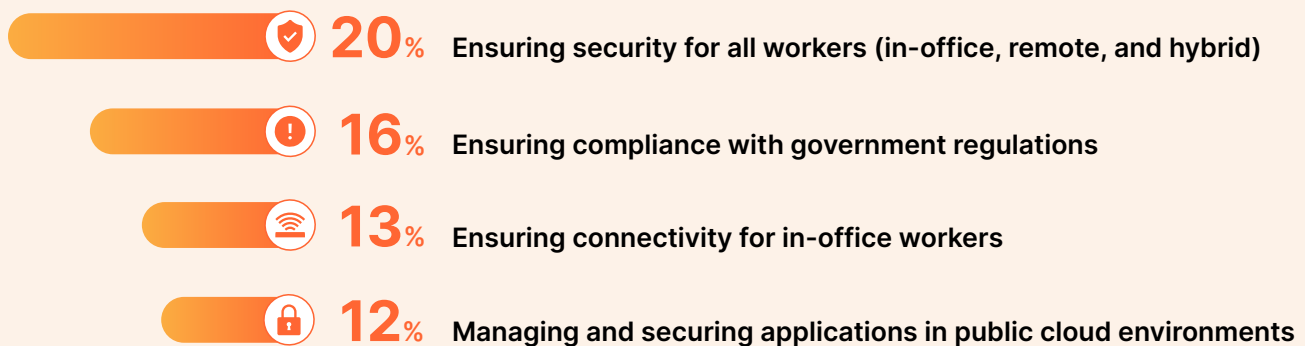 20% Ensuring security for all workers (in-office, remote, and hybrid)
16% Ensuring compliance with government regulations
13% Ensuring connectivity for in-office workers
12% Managing and securing applications in public cloud environments